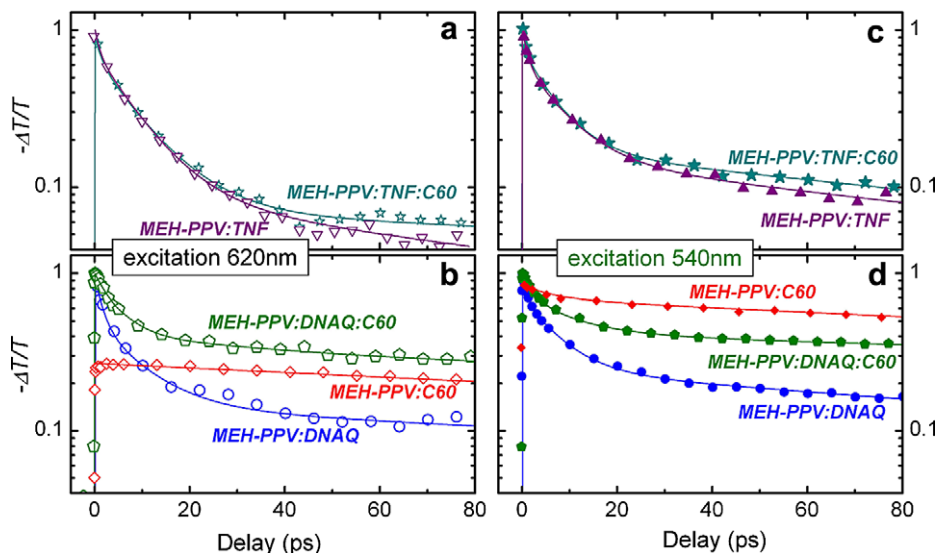 a
c
1
0.1
-ΔT/T
MEH-PPV:TNF:C60
MEH-PPV:TNF
-ΔT/T
MEH-PPV:TNF:C60
MEH-PPV:TNF
1
0.1
excitation 620nm
excitation 540nm
b
d
1
0.1
-ΔT/T
MEH-PPV:DNAQ:C60
MEH-PPV:C60
MEH-PPV:DNAQ
-ΔT/T
MEH-PPV:C60
MEH-PPV:DNAQ:C60
MEH-PPV:DNAQ
1
0.1
0 20 40 60 80
0 20 40 60 80
Delay (ps)
Delay (ps)